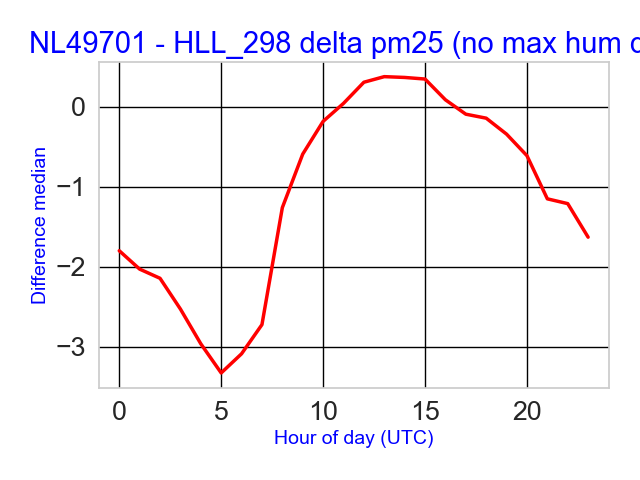 NL49701 - HLL_298 delta pm25 (no max hum
Difference median
0
−1
−2
−3
0 5 10 15 20
Hour of day (UTC)